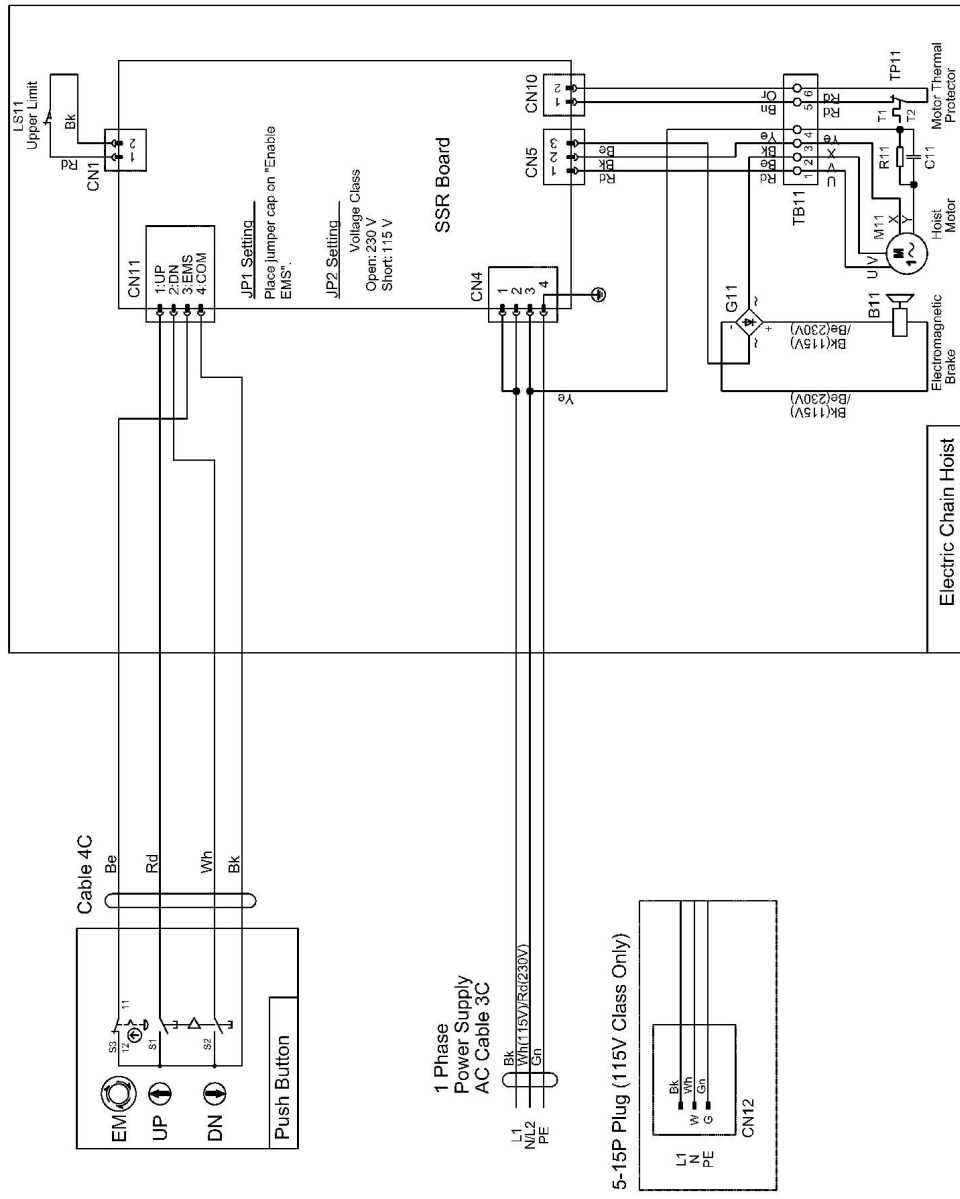 LS11
Upper Limit
Rd
Bk
CN1
1
2
CN11
1:UP
2:DN
3:EMS
4:COM
JP1 Setting
Place jumper cap on "Enable
EMS".
JP2 Setting
Voltage Class
Open: 230 V
Short: 115 V
SSR Board
CN4
1
2
3
4
CN5
1
2
3
CN10
1
2
Rd
Bk
Be
Bn
Or
Rd
Be
Bk
Ye
TB11
1
2
3
4
5
6
U
V
X
Ye
Rd
Rd
TP11
T1
T2
Motor Thermal
Protector
R11
C11
M11
X
Y
U
V
M
1~
Hoist
Motor
G11
~
~
-
+
B11
Bk(115V)
/Be(230V)
Bk(115V)
/Be(230V)
Electromagnetic
Brake
Ye
Electric Chain Hoist
Cable 4C
Be
Rd
Wh
Bk
S3
12
11
S1
S2
EM
UP
DN
Push Button
1 Phase
Power Supply
AC Cable 3C
Bk
Wh(115V)/Rd(230V)
Gn
L1
N/L2
PE
5-15P Plug (115V Class Only)
Bk
Wh
Gn
W
G
L1
N
PE
CN12